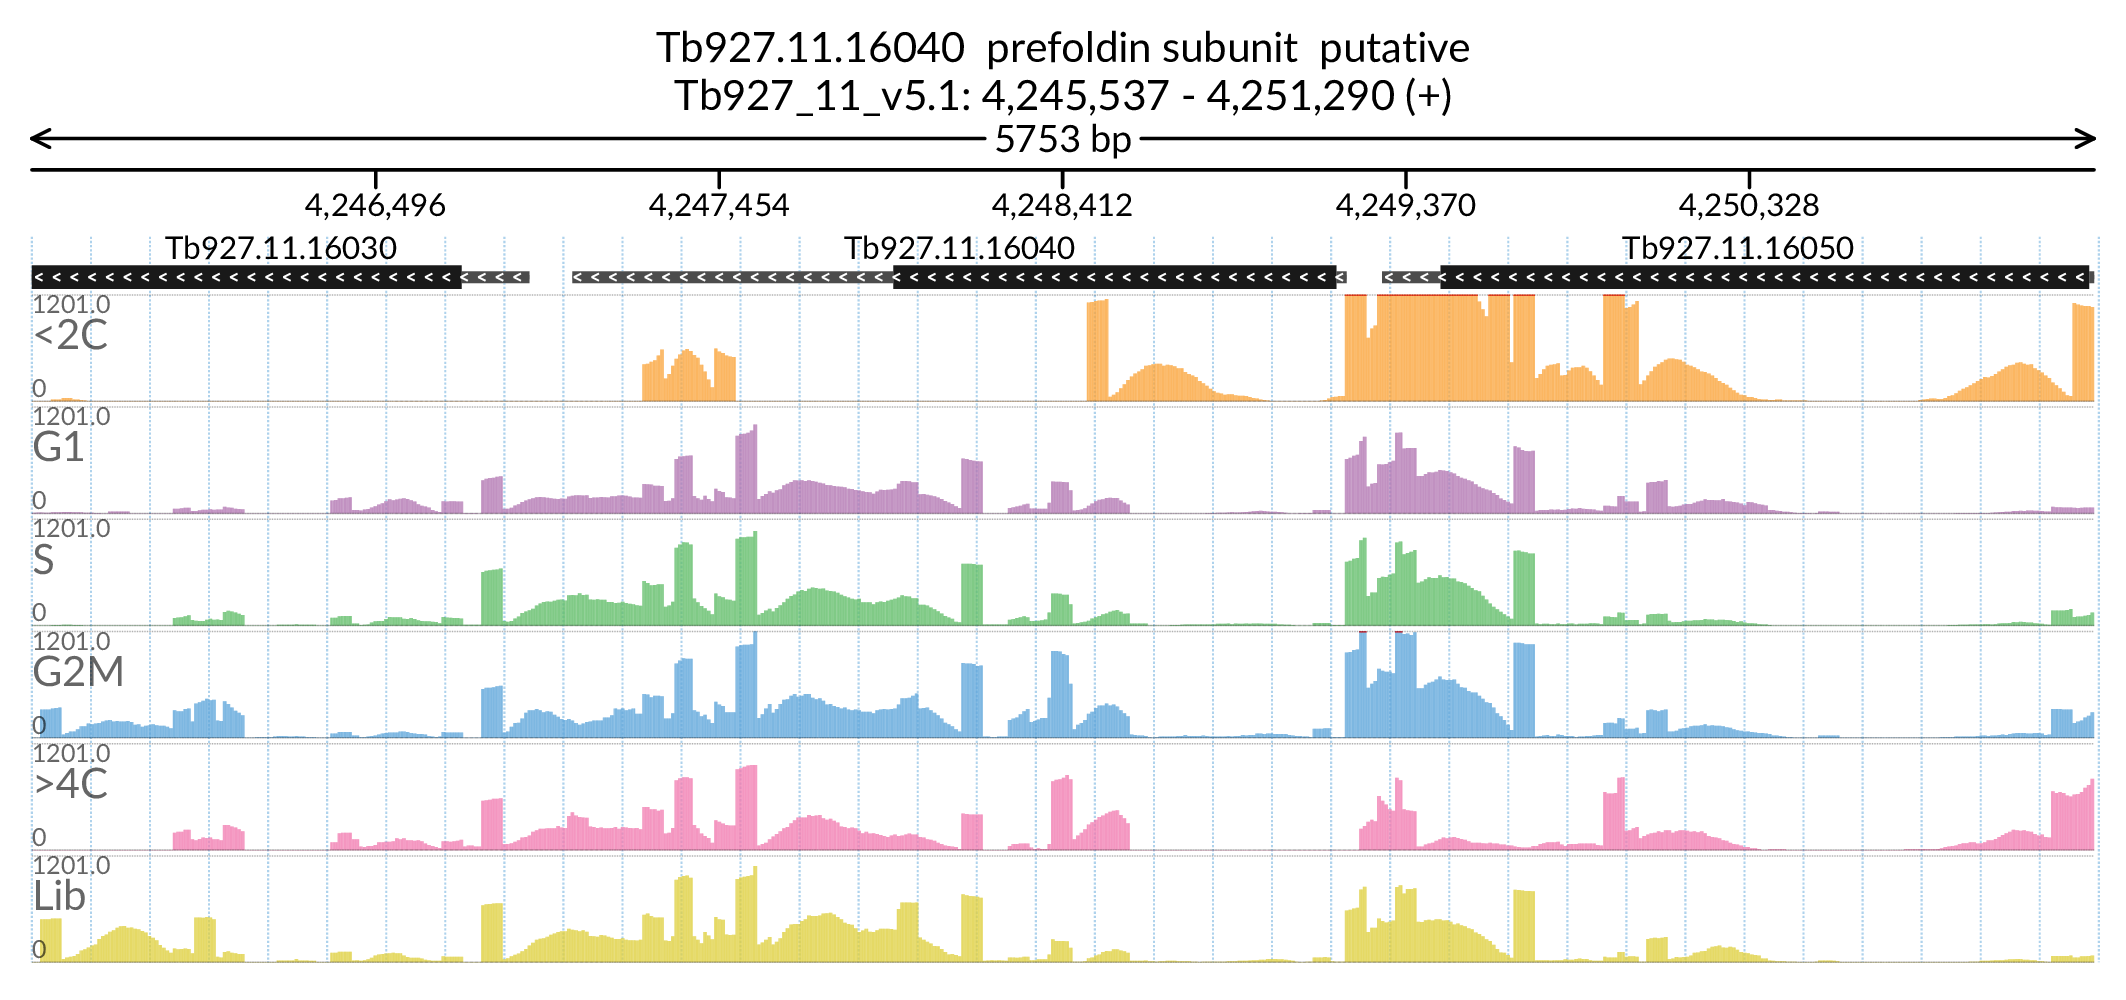 Tb927.11.16040 prefoldin subunit putative
Tb927_11_v5.1: 4,245,537 - 4,251,290 (+)
5753 bp
4,246,496 4,247,454 4,248,412 4,249,370 4,250,328
Tb927.11.16030 Tb927.11.16040 Tb927.11.16050
1201.0
<2C
0
1201.0
G1
0
1201.0
S
0
1201.0
G2M
0
1201.0
>4C
0
1201.0
Lib
0